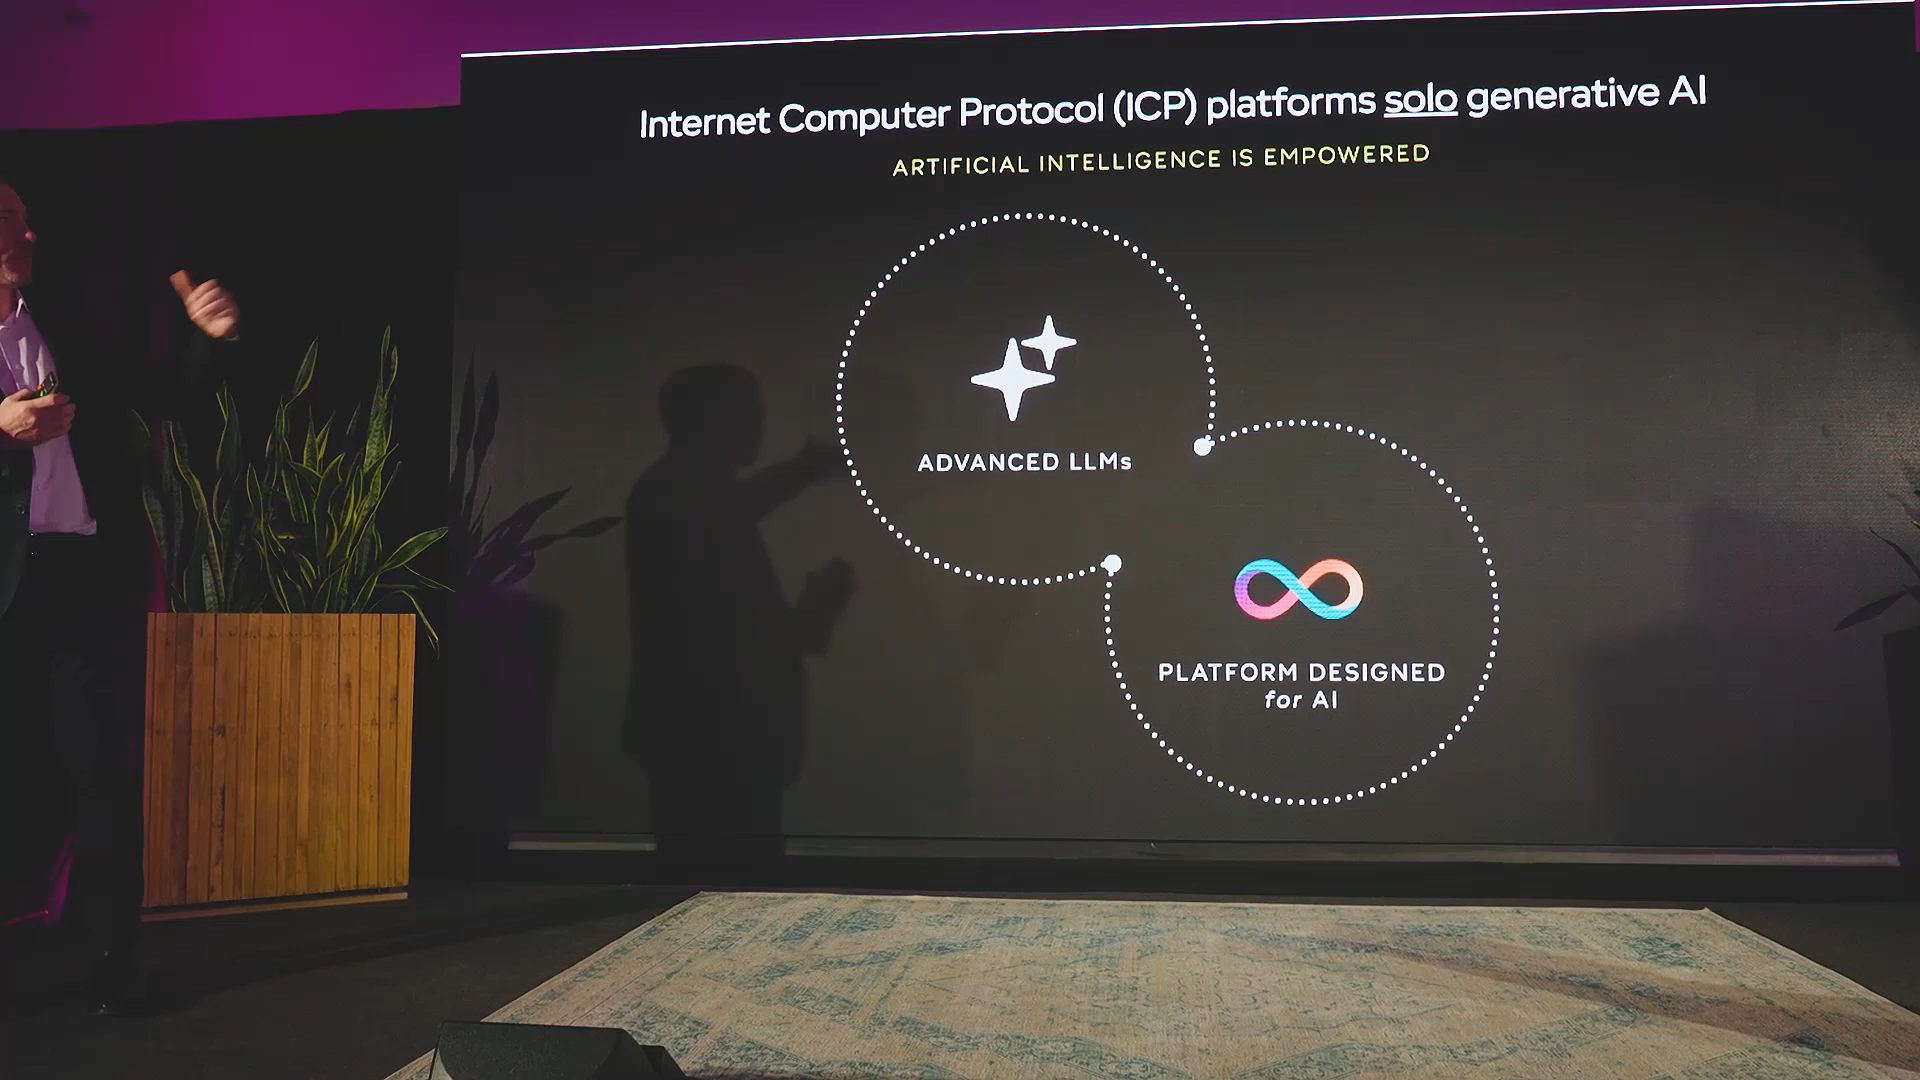 Internet Computer Protocol (ICP) platforms solo generative AI
ARTIFICIAL INTELLIGENCE IS EMPOWERED
ADVANCED LLMs
PLATFORM DESIGNED
for AI